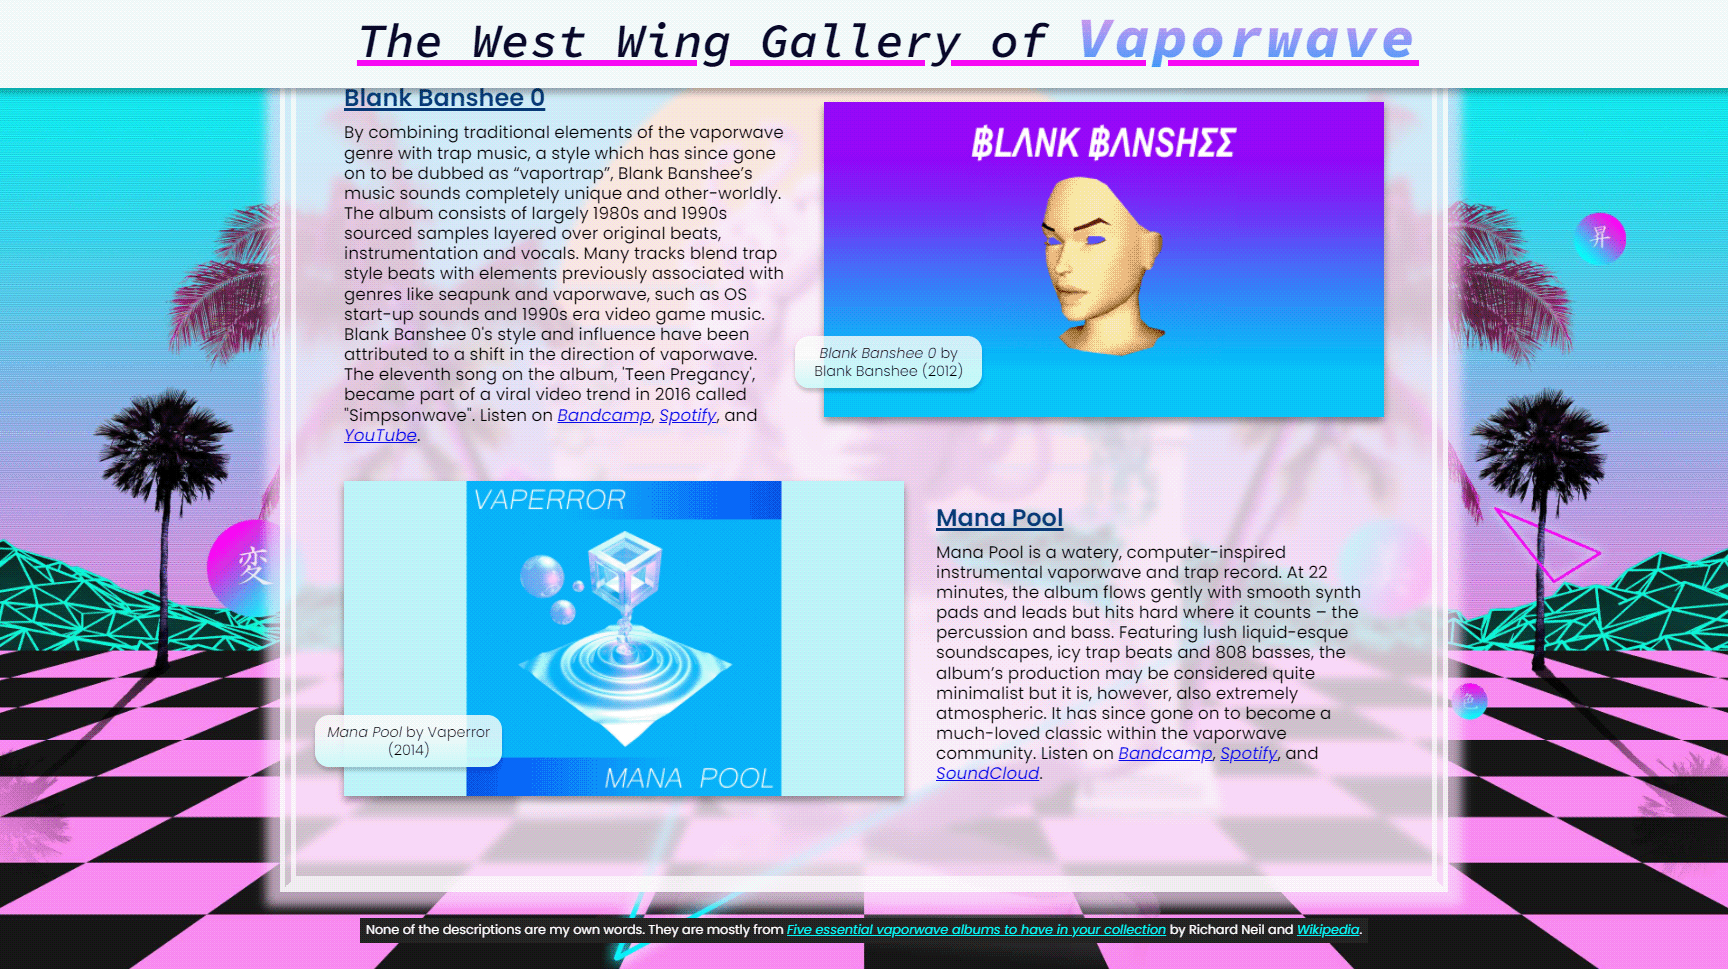 The West Wing Gallery of Vaporwave
Blank Banshee 0
By combining traditional elements of the vaporwave
genre with trap music, a style which has since gone
on to be dubbed as “vaportrap”, Blank Banshee’s
music sounds completely unique and other-worldly.
The album consists of largely 1980s and 1990s
sourced samples layered over original beats,
instrumentation and vocals. Many tracks blend trap
style beats with elements previously associated with
genres like seapunk and vaporwave, such as OS
start-up sounds and 1990s era video game music.
Blank Banshee 0's style and influence have been
attributed to a shift in the direction of vaporwave.
The eleventh song on the album, 'Teen Pregancy',
became part of a viral video trend in 2016 called
"Simpsonwave". Listen on Bandcamp, Spotify, and
YouTube.
฿LΛNK ฿ΛNSHΣΣ
Blank Banshee 0 by
Blank Banshee (2012)
昇
変
VAPERROR
MANA POOL
Mana Pool by Vaperror
(2014)
Mana Pool
Mana Pool is a watery, computer-inspired
instrumental vaporwave and trap record. At 22
minutes, the album flows gently with smooth synth
pads and leads but hits hard where it counts – the
percussion and bass. Featuring lush liquid-esque
soundscapes, icy trap beats and 808 basses, the
album’s production may be considered quite
minimalist but it is, however, also extremely
atmospheric. It has since gone on to become a
much-loved classic within the vaporwave
community. Listen on Bandcamp, Spotify, and
SoundCloud.
色
None of the descriptions are my own words. They are mostly from Five essential vaporwave albums to have in your collection by Richard Neil and Wikipedia.